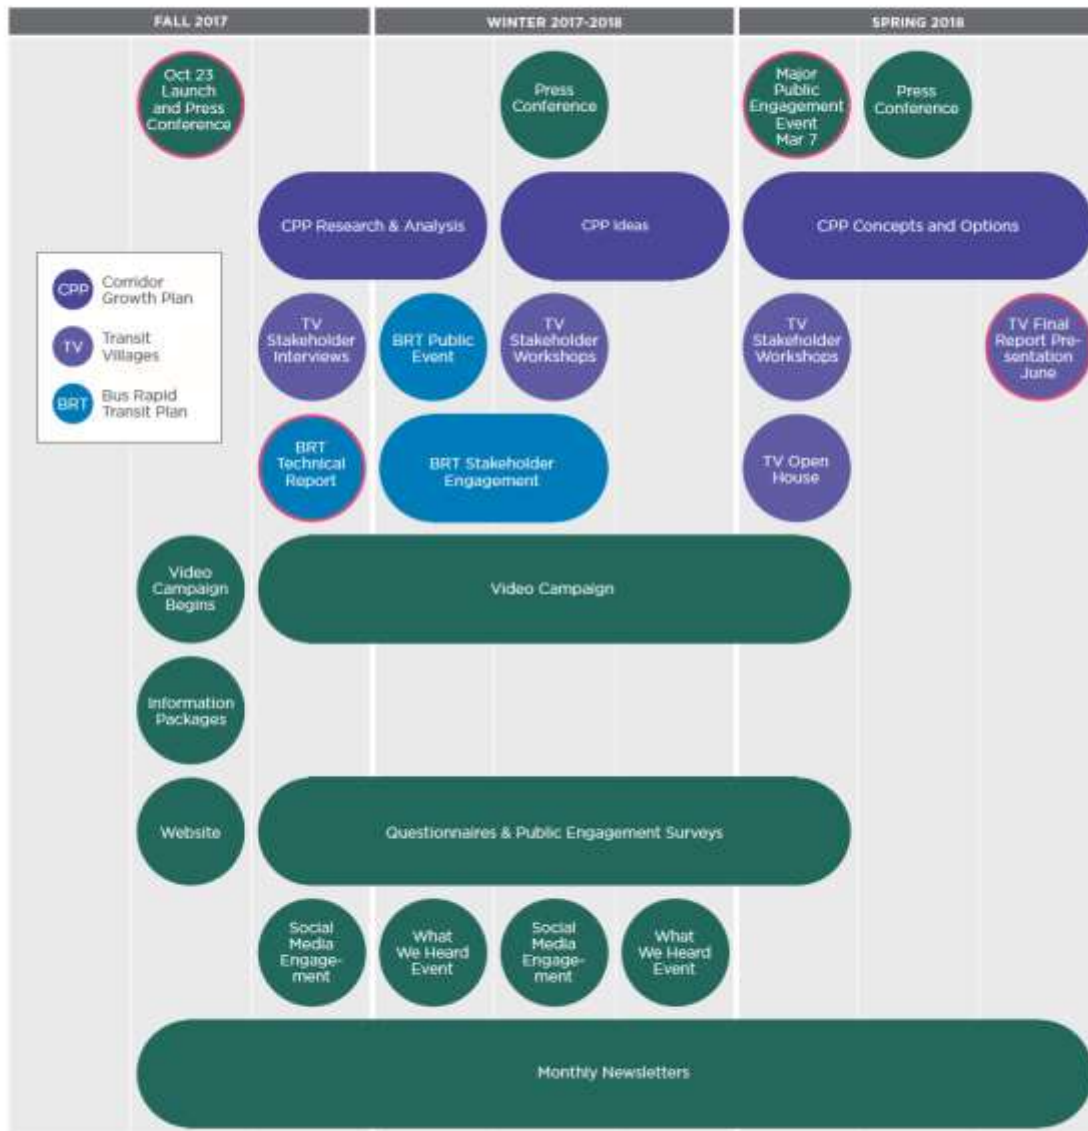 FALL 2017
WINTER 2017-2018
SPRING 2018
Oct 23
Launch
and Press
Conference
Press
Conference
Major
Public
Engagement
Event
Mar 7
Press
Conference
CPP Research & Analysis
CPP Ideas
CPP Concepts and Options
CPP
Corridor
Growth Plan
TV
Transit
Villages
BRT
Bus Rapid
Transit Plan
TV
Stakeholder
Interviews
BRT Public
Event
TV
Stakeholder
Workshops
TV
Stakeholder
Workshops
TV Final
Report Pre-
sentation
June
BRT
Technical
Report
BRT Stakeholder
Engagement
TV Open
House
Video
Campaign
Begins
Video Campaign
Information
Packages
Website
Questionnaires & Public Engagement Surveys
Social
Media
Engage-
ment
What
We Heard
Event
Social
Media
Engage-
ment
What
We Heard
Event
Monthly Newsletters